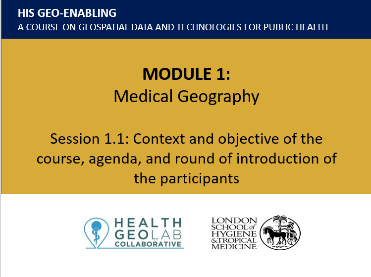 HIS GEO-ENABLING
A COURSE ON GEOSPATIAL DATA AND TECHNOLOGIES FOR PUBLIC HEALTH
MODULE 1:
Medical Geography
Session 1.1: Context and objective of the
course, agenda, and round of introduction of
the participants
HEALTH
GEOLAB
COLLABORATIVE
LONDON
SCHOOL of
HYGIENE
& TROPICAL
MEDICINE